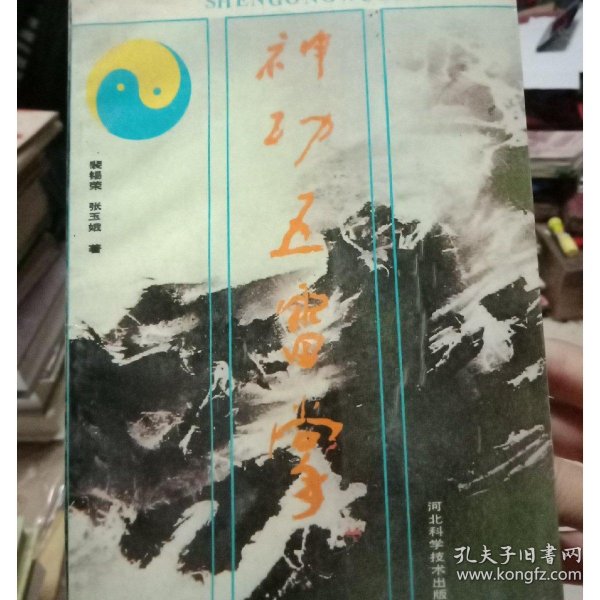 SHENGONGWU
神功五雷掌
裴锡荣 张玉娥 著
河北科学技术出版
孔夫子旧书网
www.kongfz.com